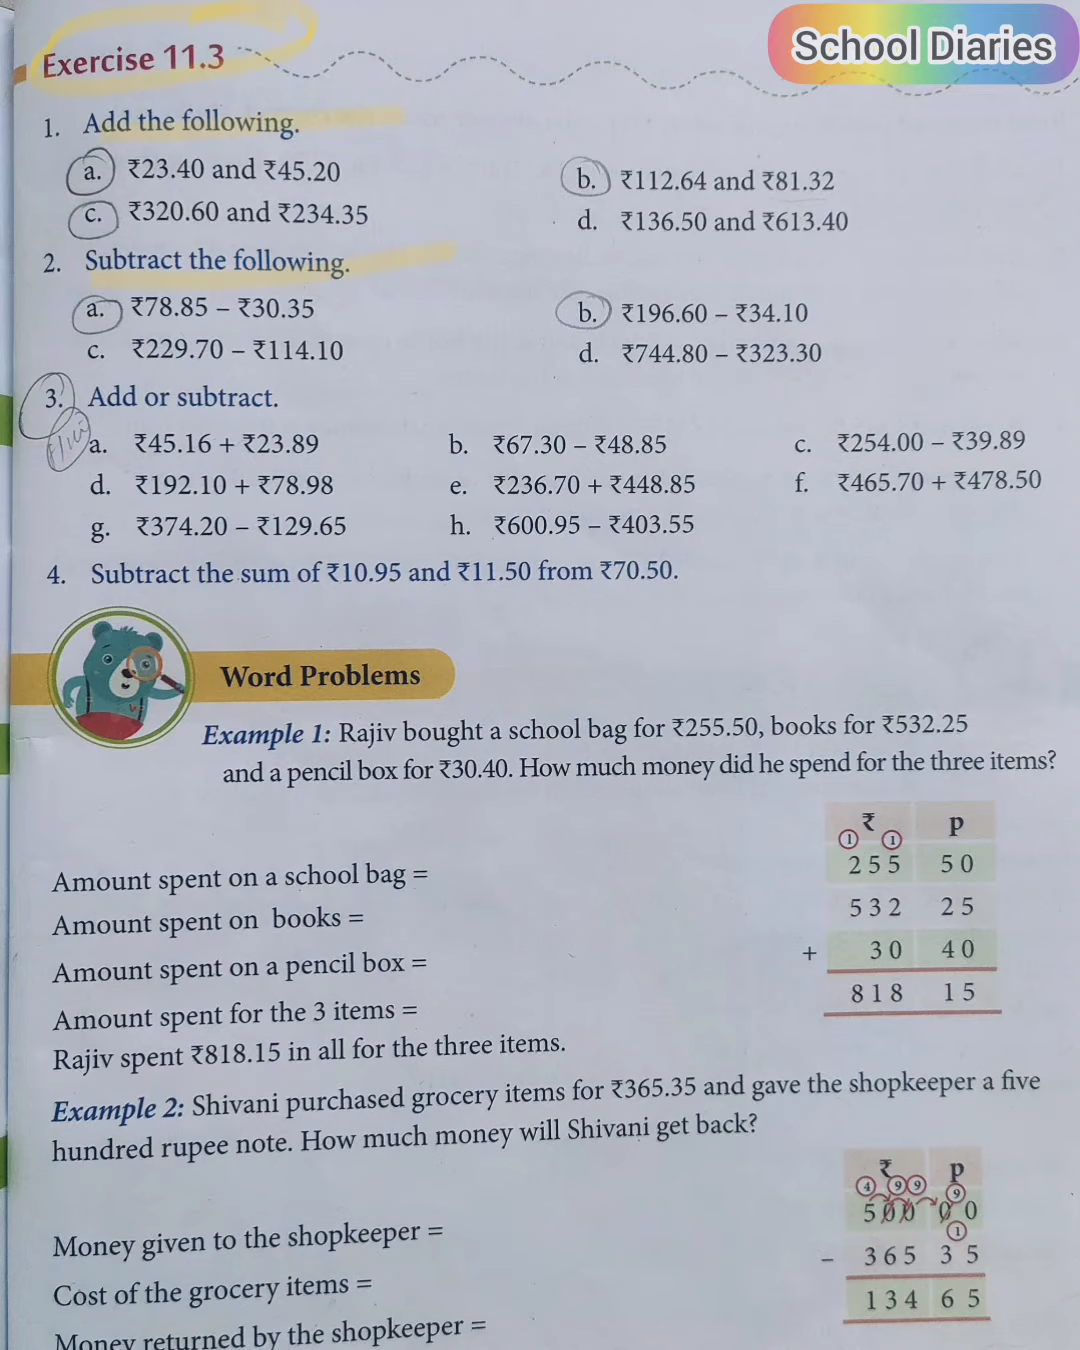 School Diaries
Exercise 11.3
1. Add the following.
a. ₹23.40 and ₹45.20
b. ₹112.64 and ₹81.32
c. ₹320.60 and ₹234.35
d. ₹136.50 and ₹613.40
2. Subtract the following.
a. ₹78.85 – ₹30.35
b. ₹196.60 – ₹34.10
c. ₹229.70 – ₹114.10
d. ₹744.80 – ₹323.30
3. Add or subtract.
a. ₹45.16 + ₹23.89
b. ₹67.30 – ₹48.85
c. ₹254.00 – ₹39.89
d. ₹192.10 + ₹78.98
e. ₹236.70 + ₹448.85
f. ₹465.70 + ₹478.50
g. ₹374.20 – ₹129.65
h. ₹600.95 – ₹403.55
4. Subtract the sum of ₹10.95 and ₹11.50 from ₹70.50.
Word Problems
Example 1: Rajiv bought a school bag for ₹255.50, books for ₹532.25
and a pencil box for ₹30.40. How much money did he spend for the three items?
₹ p
1 1
255 50
532 25
+ 30 40
818 15
Amount spent on a school bag =
Amount spent on books =
Amount spent on a pencil box =
Amount spent for the 3 items =
Rajiv spent ₹818.15 in all for the three items.
Example 2: Shivani purchased grocery items for ₹365.35 and gave the shopkeeper a five
hundred rupee note. How much money will Shivani get back?
₹ p
4 9 9 9
500 00
1
– 365 35
134 65
Money given to the shopkeeper =
Cost of the grocery items =
Money returned by the shopkeeper =